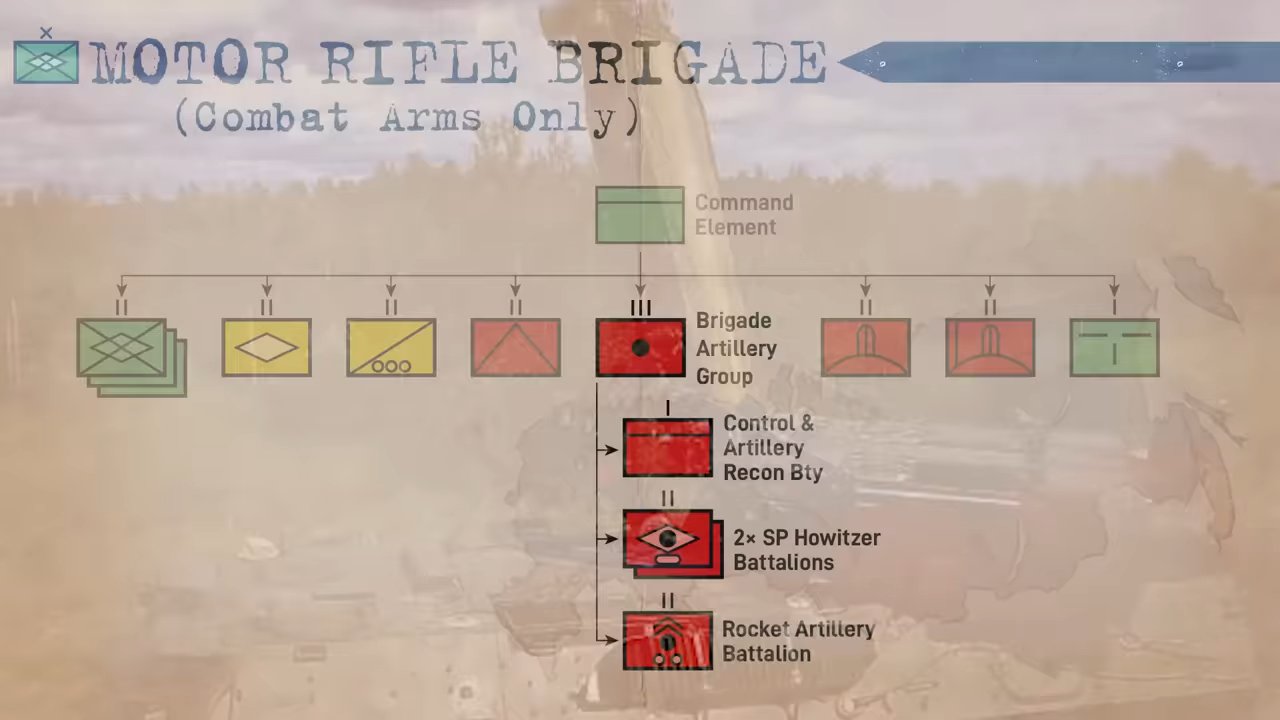 MOTOR RIFLE BRIGADE
(Combat Arms Only)
Command
Element
Brigade
Artillery
Group
Control &
Artillery
Recon Bty
2× SP Howitzer
Battalions
Rocket Artillery
Battalion